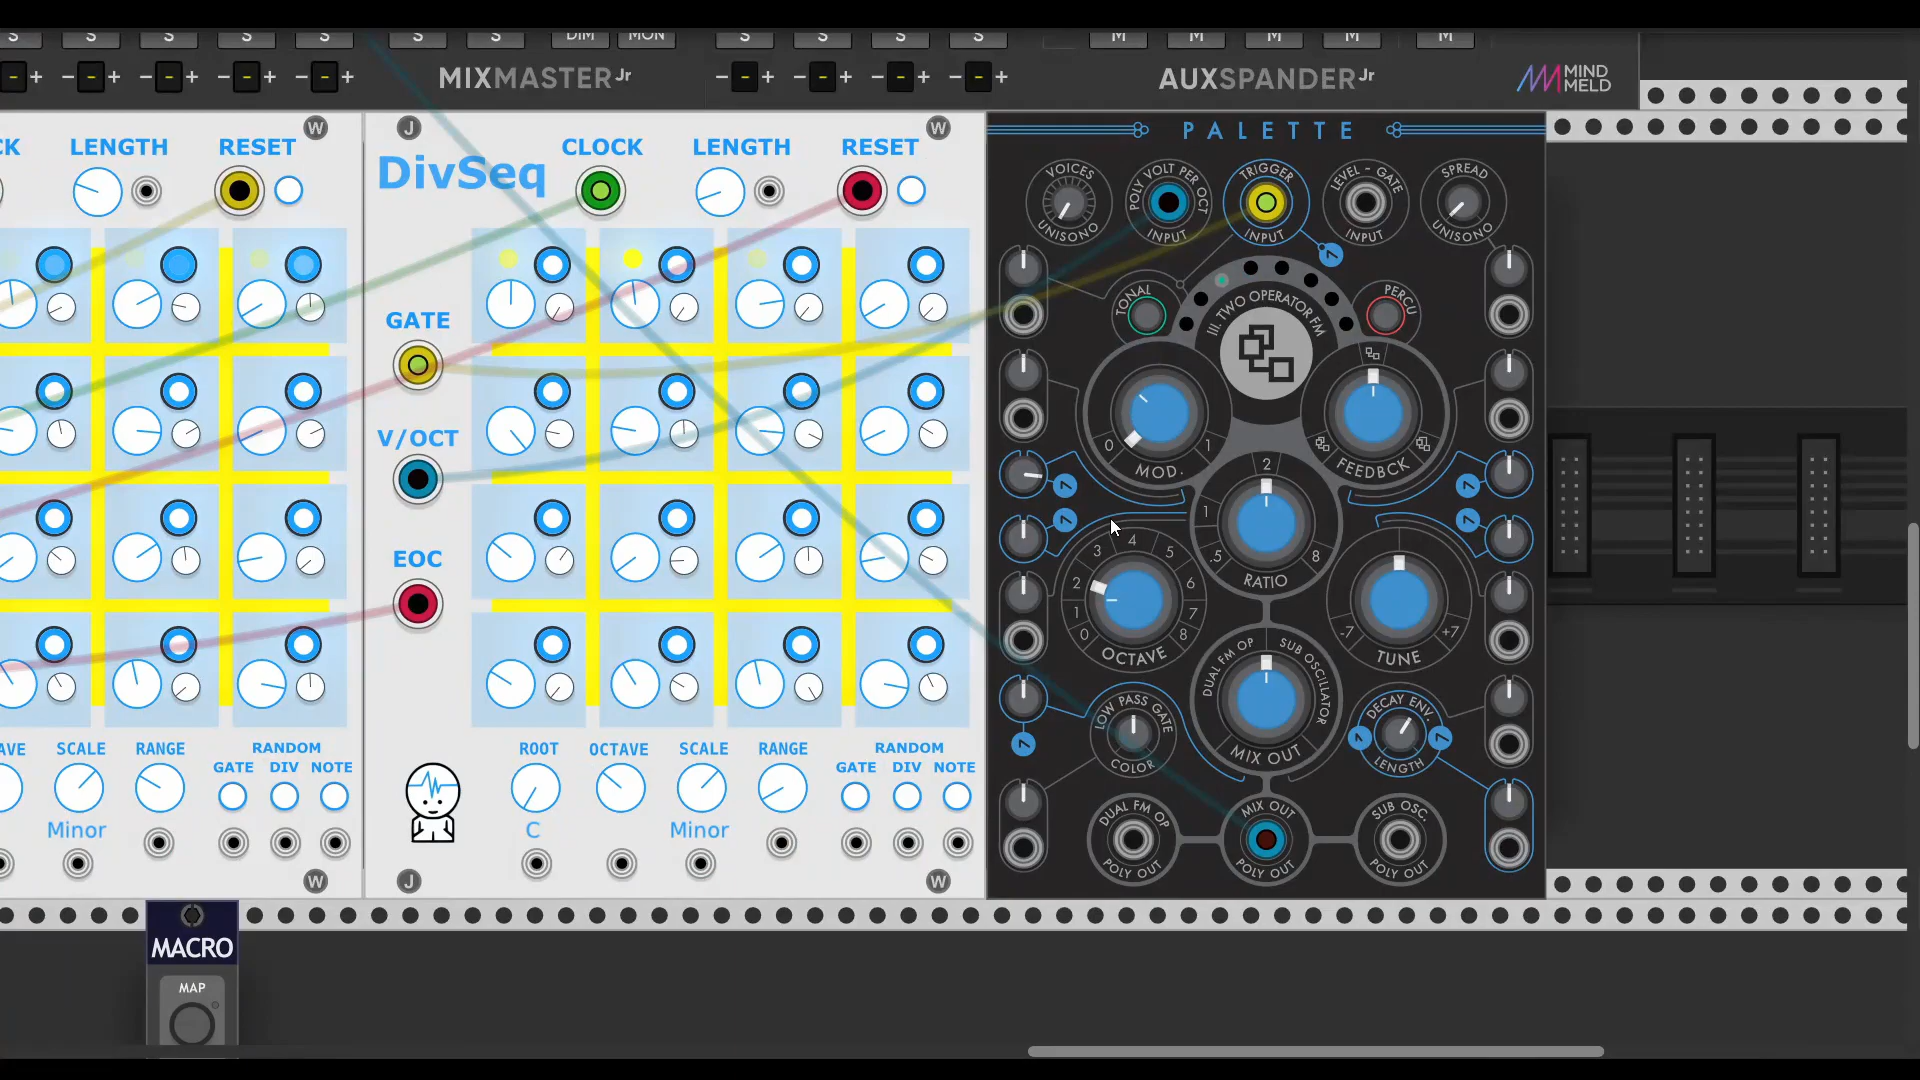 S S S S S S S DIM MON S S S S M M M M M
- + - + - + - + - + - + - + - + - +
MIXMASTER Jr
AUXSPANDER Jr
MIND
MELD
CK LENGTH RESET
W
J
DivSeq
CLOCK LENGTH RESET
W
GATE
V/OCT
EOC
AVE SCALE RANGE RANDOM
GATE DIV NOTE
Minor
W
J
ROOT OCTAVE SCALE RANGE RANDOM
GATE DIV NOTE
C Minor
W
PALETTE
VOICES
UNISONO
POLY VOLT PER OCT
INPUT
TRIGGER
INPUT
LEVEL - GATE
INPUT
SPREAD
UNISONO
TONAL
III. TWO OPERATOR FM
PERCU
0 1
MOD.
FEEDBCK
2
1
.5 8
RATIO
0 1 2 3 4 5 6 7 8
OCTAVE
-7 +7
TUNE
DUAL FM OP
SUB OSCILLATOR
MIX OUT
LOW PASS GATE
COLOR
DECAY ENV.
LENGTH
DUAL FM OP
POLY OUT
MIX OUT
POLY OUT
SUB OSC.
POLY OUT
MACRO
MAP